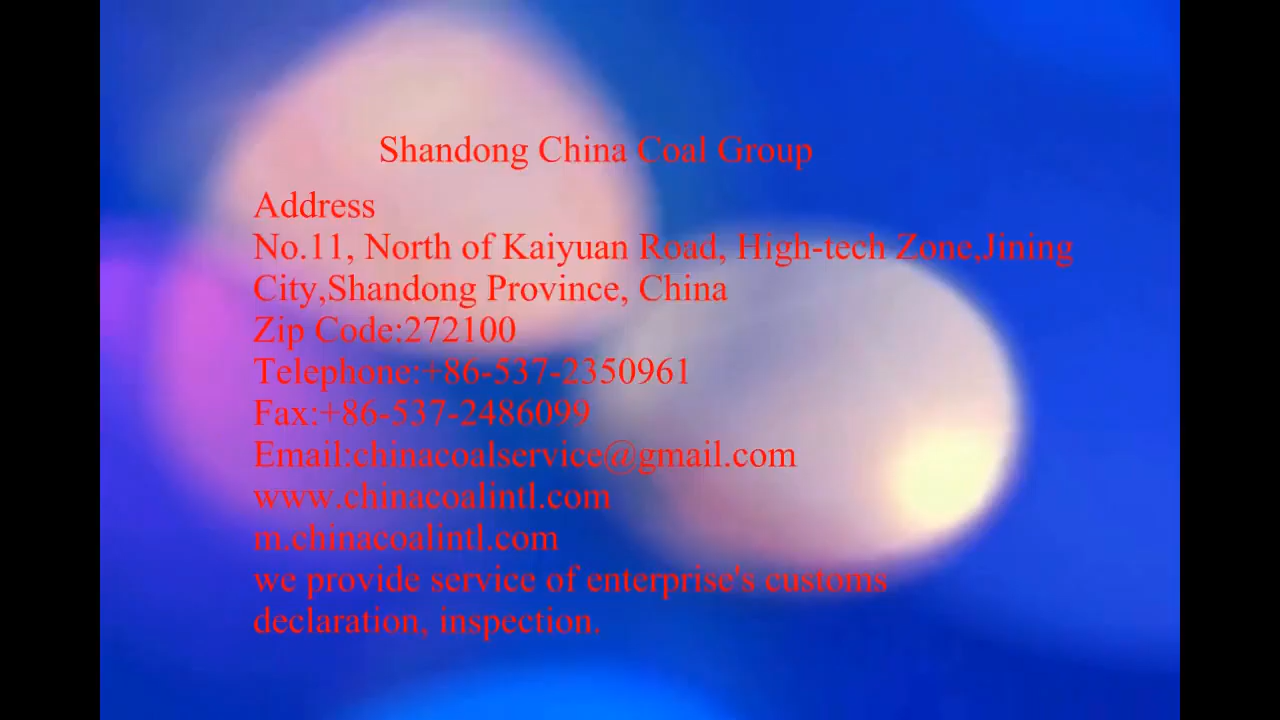 Shandong China Coal Group
Address
No.11, North of Kaiyuan Road, High-tech Zone,Jining
City,Shandong Province, China
Zip Code:272100
Telephone:+86-537-2350961
Fax:+86-537-2486099
Email:chinacoalservice@gmail.com
www.chinacoalintl.com
m.chinacoalintl.com
we provide service of enterprise's customs
declaration, inspection.